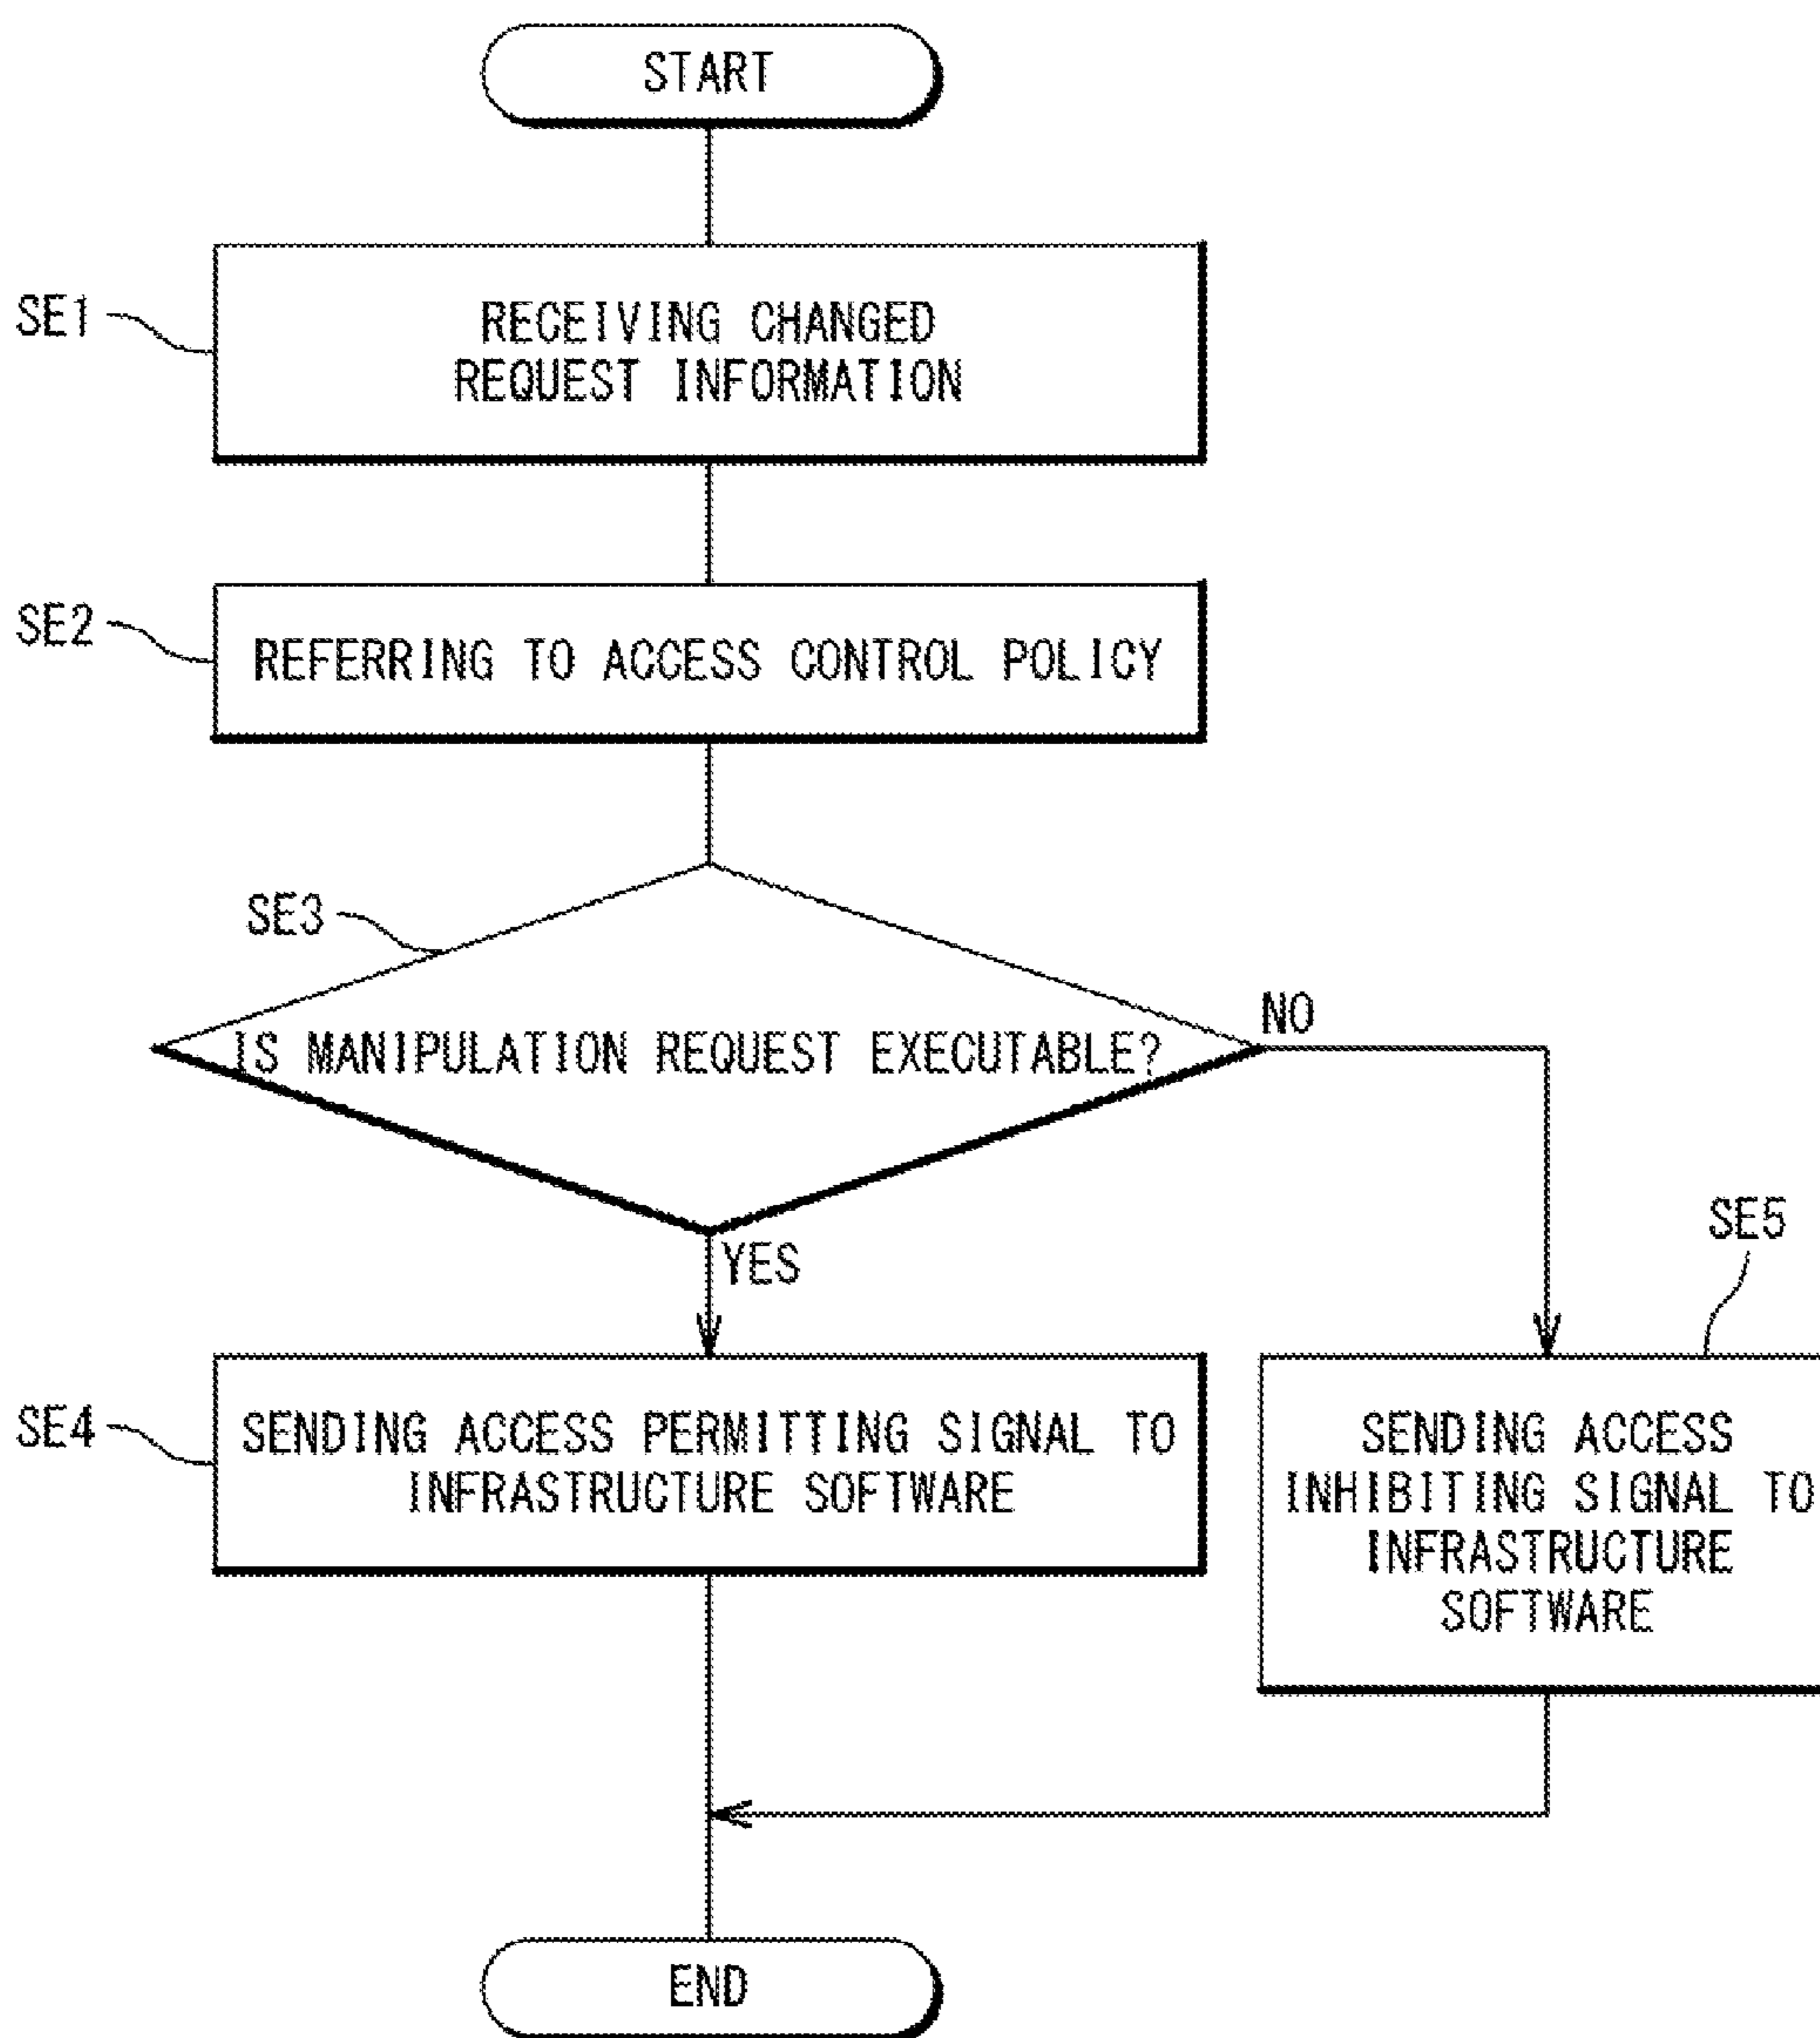 START
SE1
RECEIVING CHANGED
REQUEST INFORMATION
SE2
REFERRING TO ACCESS CONTROL POLICY
SE3
IS MANIPULATION REQUEST EXECUTABLE?
NO
YES
SE4
SENDING ACCESS PERMITTING SIGNAL TO
INFRASTRUCTURE SOFTWARE
SE5
SENDING ACCESS
INHIBITING SIGNAL TO
INFRASTRUCTURE
SOFTWARE
END